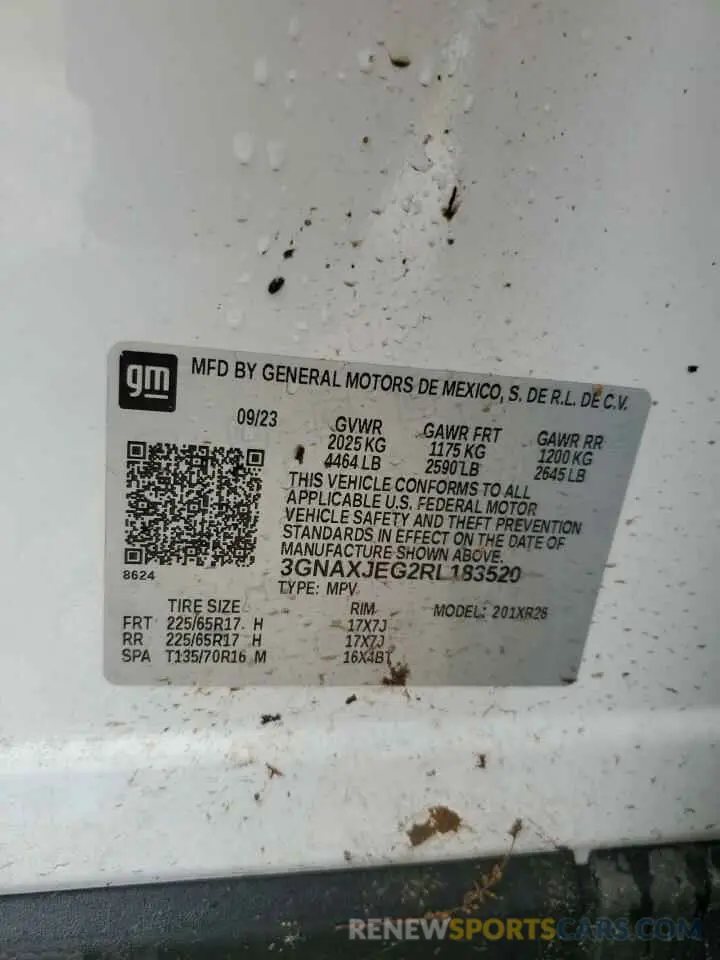 gm MFD BY GENERAL MOTORS DE MEXICO, S. DE R.L. DE C.V.
09/23 GVWR GAWR FRT GAWR RR
2025 KG 1175 KG 1200 KG
4464 LB 2590 LB 2645 LB
THIS VEHICLE CONFORMS TO ALL
APPLICABLE U.S. FEDERAL MOTOR
VEHICLE SAFETY AND THEFT PREVENTION
STANDARDS IN EFFECT ON THE DATE OF
MANUFACTURE SHOWN ABOVE.
8624
3GNAXJEG2RL183520
TYPE: MPV
TIRE SIZE RIM MODEL: 201XR26
FRT 225/65R17 H 17X7J
RR 225/65R17 H 17X7J
SPA T135/70R16 M 16X4BT
RENEWSPORTSCARS.COM